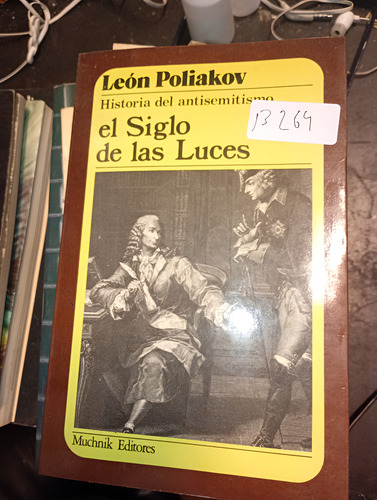 León Poliakov
Historia del antisemitismo
el Siglo
de las Luces
B 264
Muchnik Editores